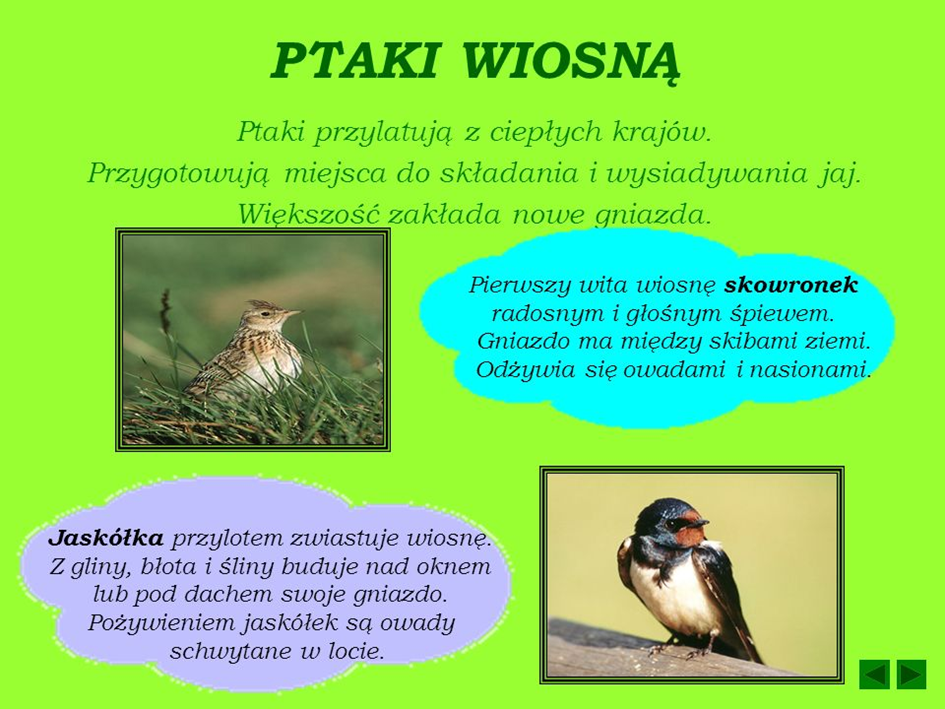 PTAKI WIOSNĄ
Ptaki przylatują z ciepłych krajów.
Przygotowują miejsca do składania i wysiadywania jaj.
Większość zakłada nowe gniazda.
Pierwszy wita wiosnę skowronek
radosnym i głośnym śpiewem.
Gniazdo ma między skibami ziemi.
Odżywia się owadami i nasionami.
Jaskółka przylotem zwiastuje wiosnę.
Z gliny, błota i śliny buduje nad oknem
lub pod dachem swoje gniazdo.
Pożywieniem jaskółek są owady
schwytane w locie.